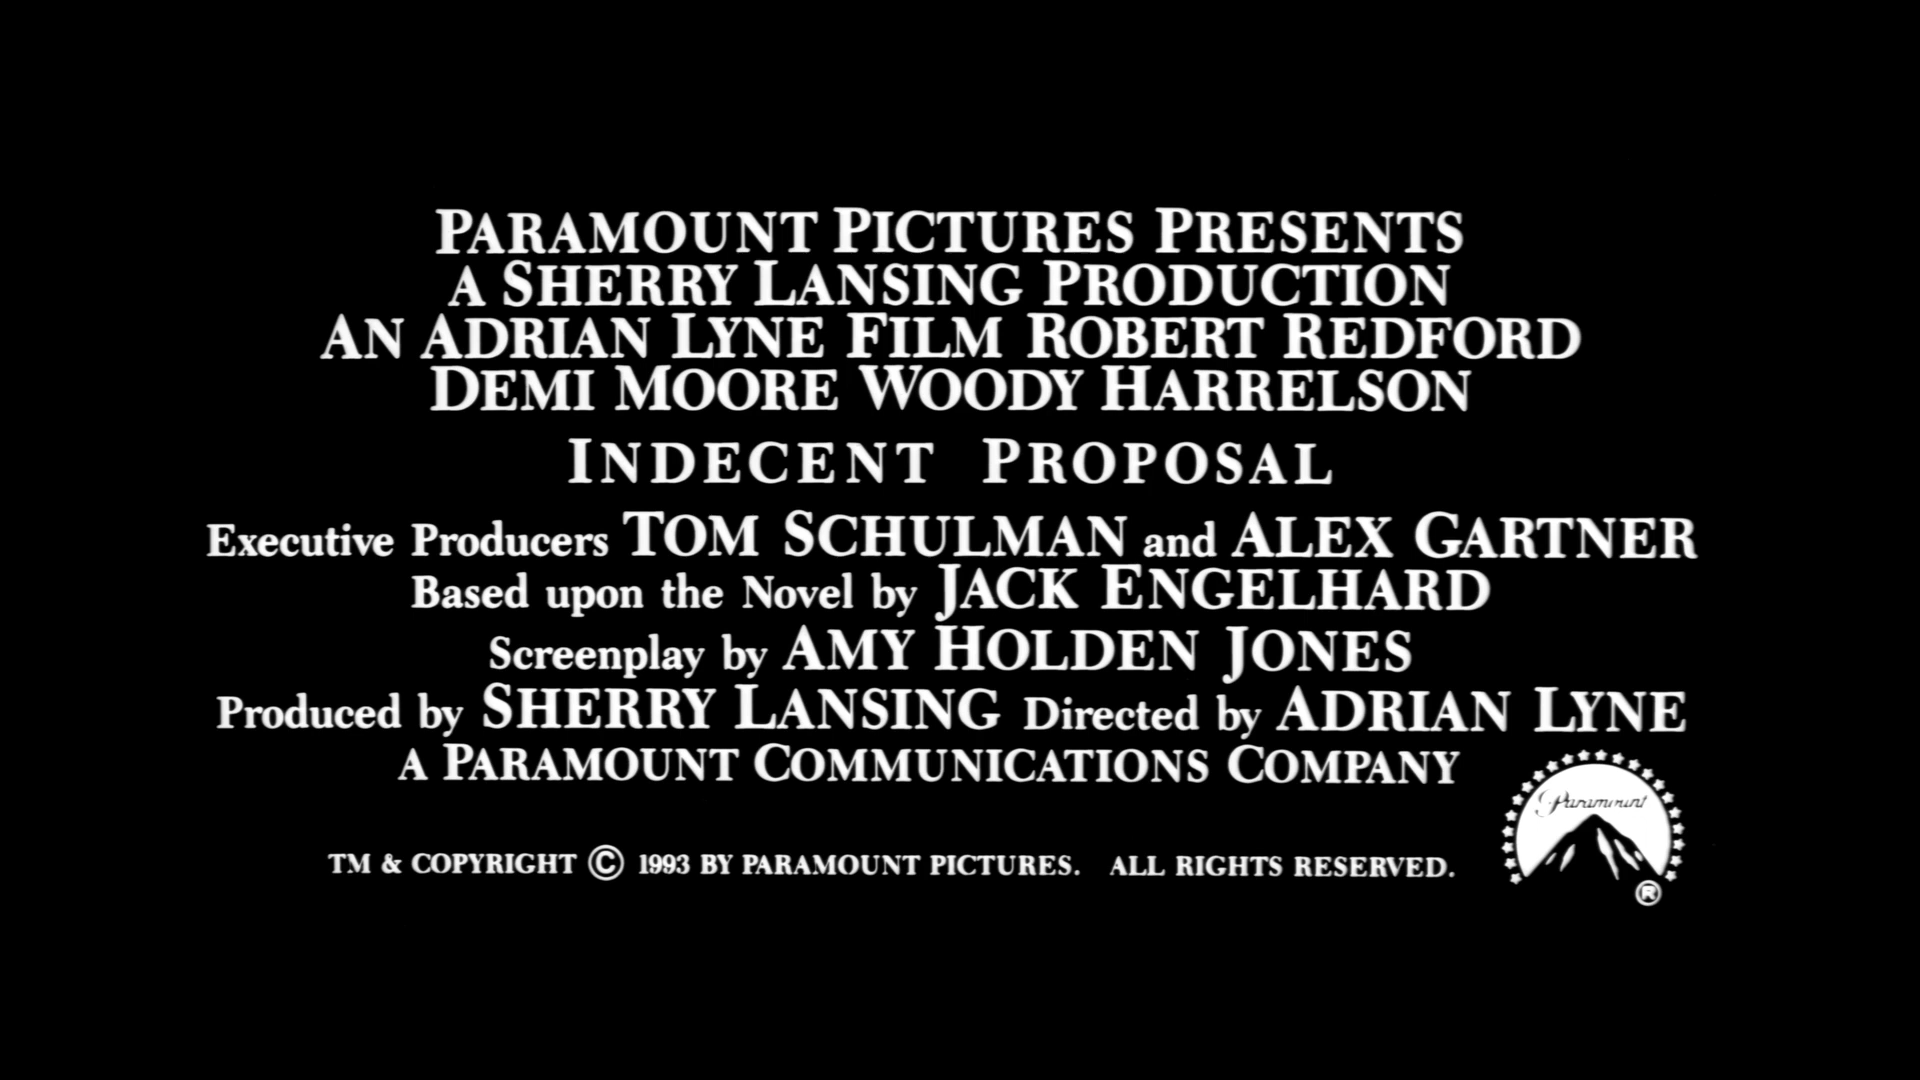 PARAMOUNT PICTURES PRESENTS
A SHERRY LANSING PRODUCTION
AN ADRIAN LYNE FILM ROBERT REDFORD
DEMI MOORE WOODY HARRELSON
INDECENT PROPOSAL
Executive Producers TOM SCHULMAN and ALEX GARTNER
Based upon the Novel by JACK ENGELHARD
Screenplay by AMY HOLDEN JONES
Produced by SHERRY LANSING Directed by ADRIAN LYNE
A PARAMOUNT COMMUNICATIONS COMPANY
Paramount
®
TM & COPYRIGHT © 1993 BY PARAMOUNT PICTURES. ALL RIGHTS RESERVED.